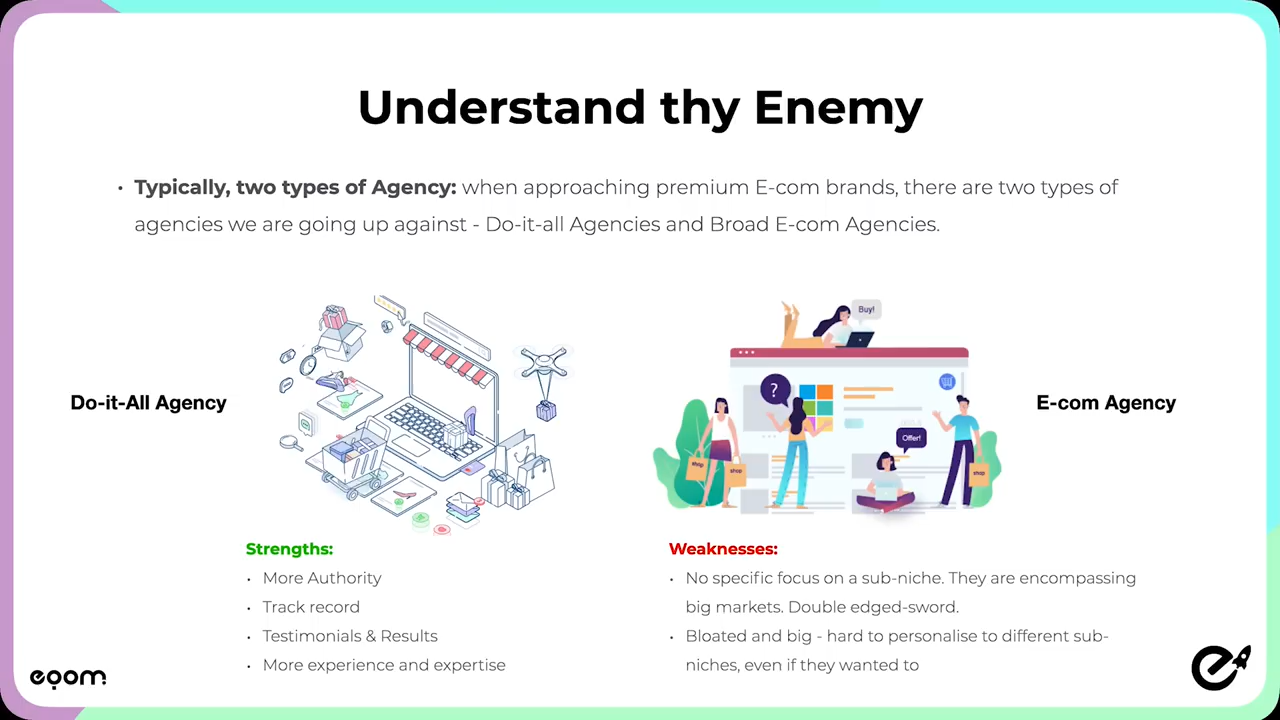 Understand thy Enemy
• Typically, two types of Agency: when approaching premium E-com brands, there are two types of
agencies we are going up against - Do-it-all Agencies and Broad E-com Agencies.
Buy!
?
Do-it-All Agency
E-com Agency
Offer!
shop
shop
shop
Strengths:
• More Authority
• Track record
• Testimonials & Results
• More experience and expertise
Weaknesses:
• No specific focus on a sub-niche. They are encompassing
big markets. Double edged-sword.
• Bloated and big - hard to personalise to different sub-
niches, even if they wanted to
eqom
e